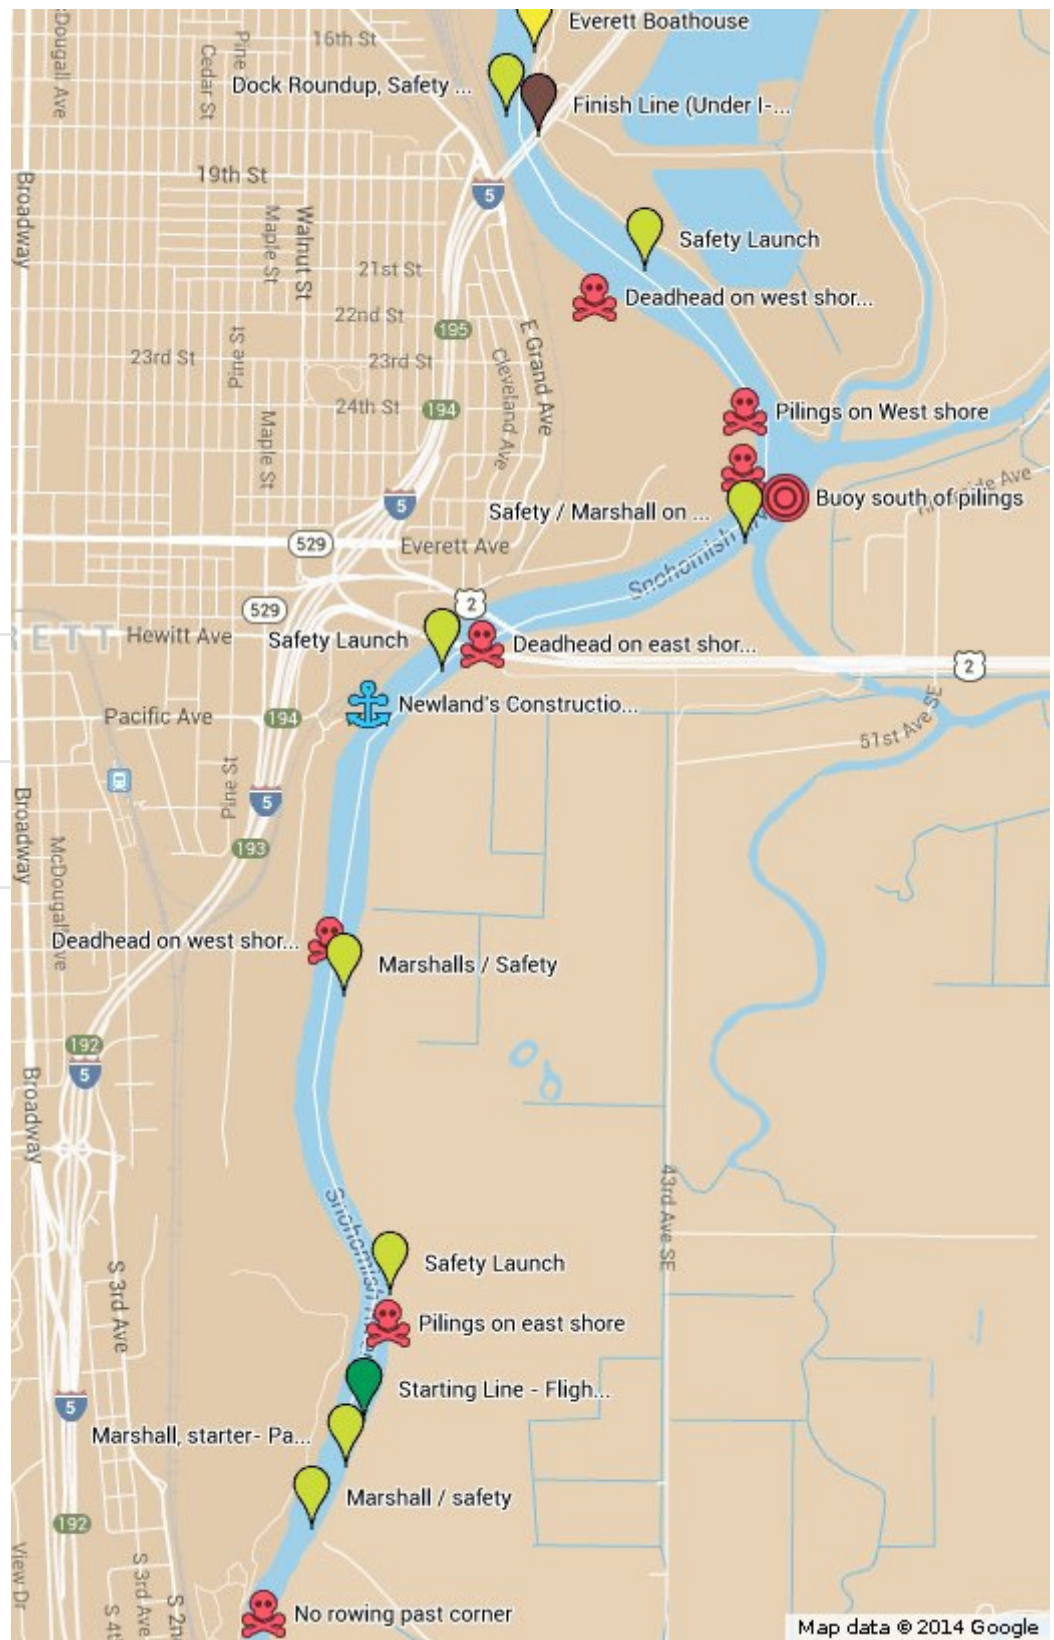 McDougall Ave
Cedar St
Pine
16th St
Everett Boathouse
Dock Roundup, Safety ...
Finish Line (Under I-...
19th St
5
Broadway
Maple St
Walnut St
Safety Launch
21st St
Deadhead on west shor...
22nd St
195
E Grand Ave
23rd St
Pine St
23rd St
Cleveland Ave
24th St
194
Pilings on West shore
Maple St
5
Safety / Marshall on ...
Buoy south of pilings
529
Everett Ave
Snohomish
529
2
RETT
Hewitt Ave
Safety Launch
Deadhead on east shor...
2
Newland's Constructio...
Pacific Ave
194
51st Ave SE
Pine St
5
Broadway
193
McDougall Ave
Deadhead on west shor...
Marshalls / Safety
192
5
Broadway
Snohomish
43rd Ave SE
Safety Launch
S 3rd Ave
Pilings on east shore
Starting Line - Fligh...
5
Marshall, starter- Pa...
Marshall / safety
192
View Dr
S 3rd Ave
S 4t
S 2n
No rowing past corner
Map data © 2014 Google